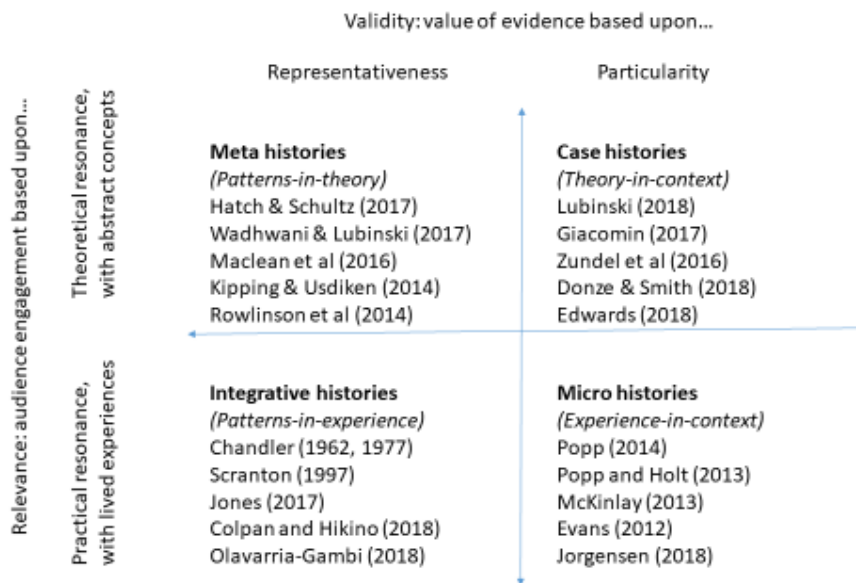 Validity: value of evidence based upon...
Representativeness
Particularity
Relevance: audience engagement based upon...
Theoretical resonance,
with abstract concepts
Meta histories
(Patterns-in-theory)
Hatch & Schultz (2017)
Wadhwani & Lubinski (2017)
Maclean et al (2016)
Kipping & Usdiken (2014)
Rowlinson et al (2014)
Case histories
(Theory-in-context)
Lubinski (2018)
Giacomin (2017)
Zundel et al (2016)
Donze & Smith (2018)
Edwards (2018)
Practical resonance,
with lived experiences
Integrative histories
(Patterns-in-experience)
Chandler (1962, 1977)
Scranton (1997)
Jones (2017)
Colpan and Hikino (2018)
Olavarria-Gambi (2018)
Micro histories
(Experience-in-context)
Popp (2014)
Popp and Holt (2013)
McKinlay (2013)
Evans (2012)
Jorgensen (2018)